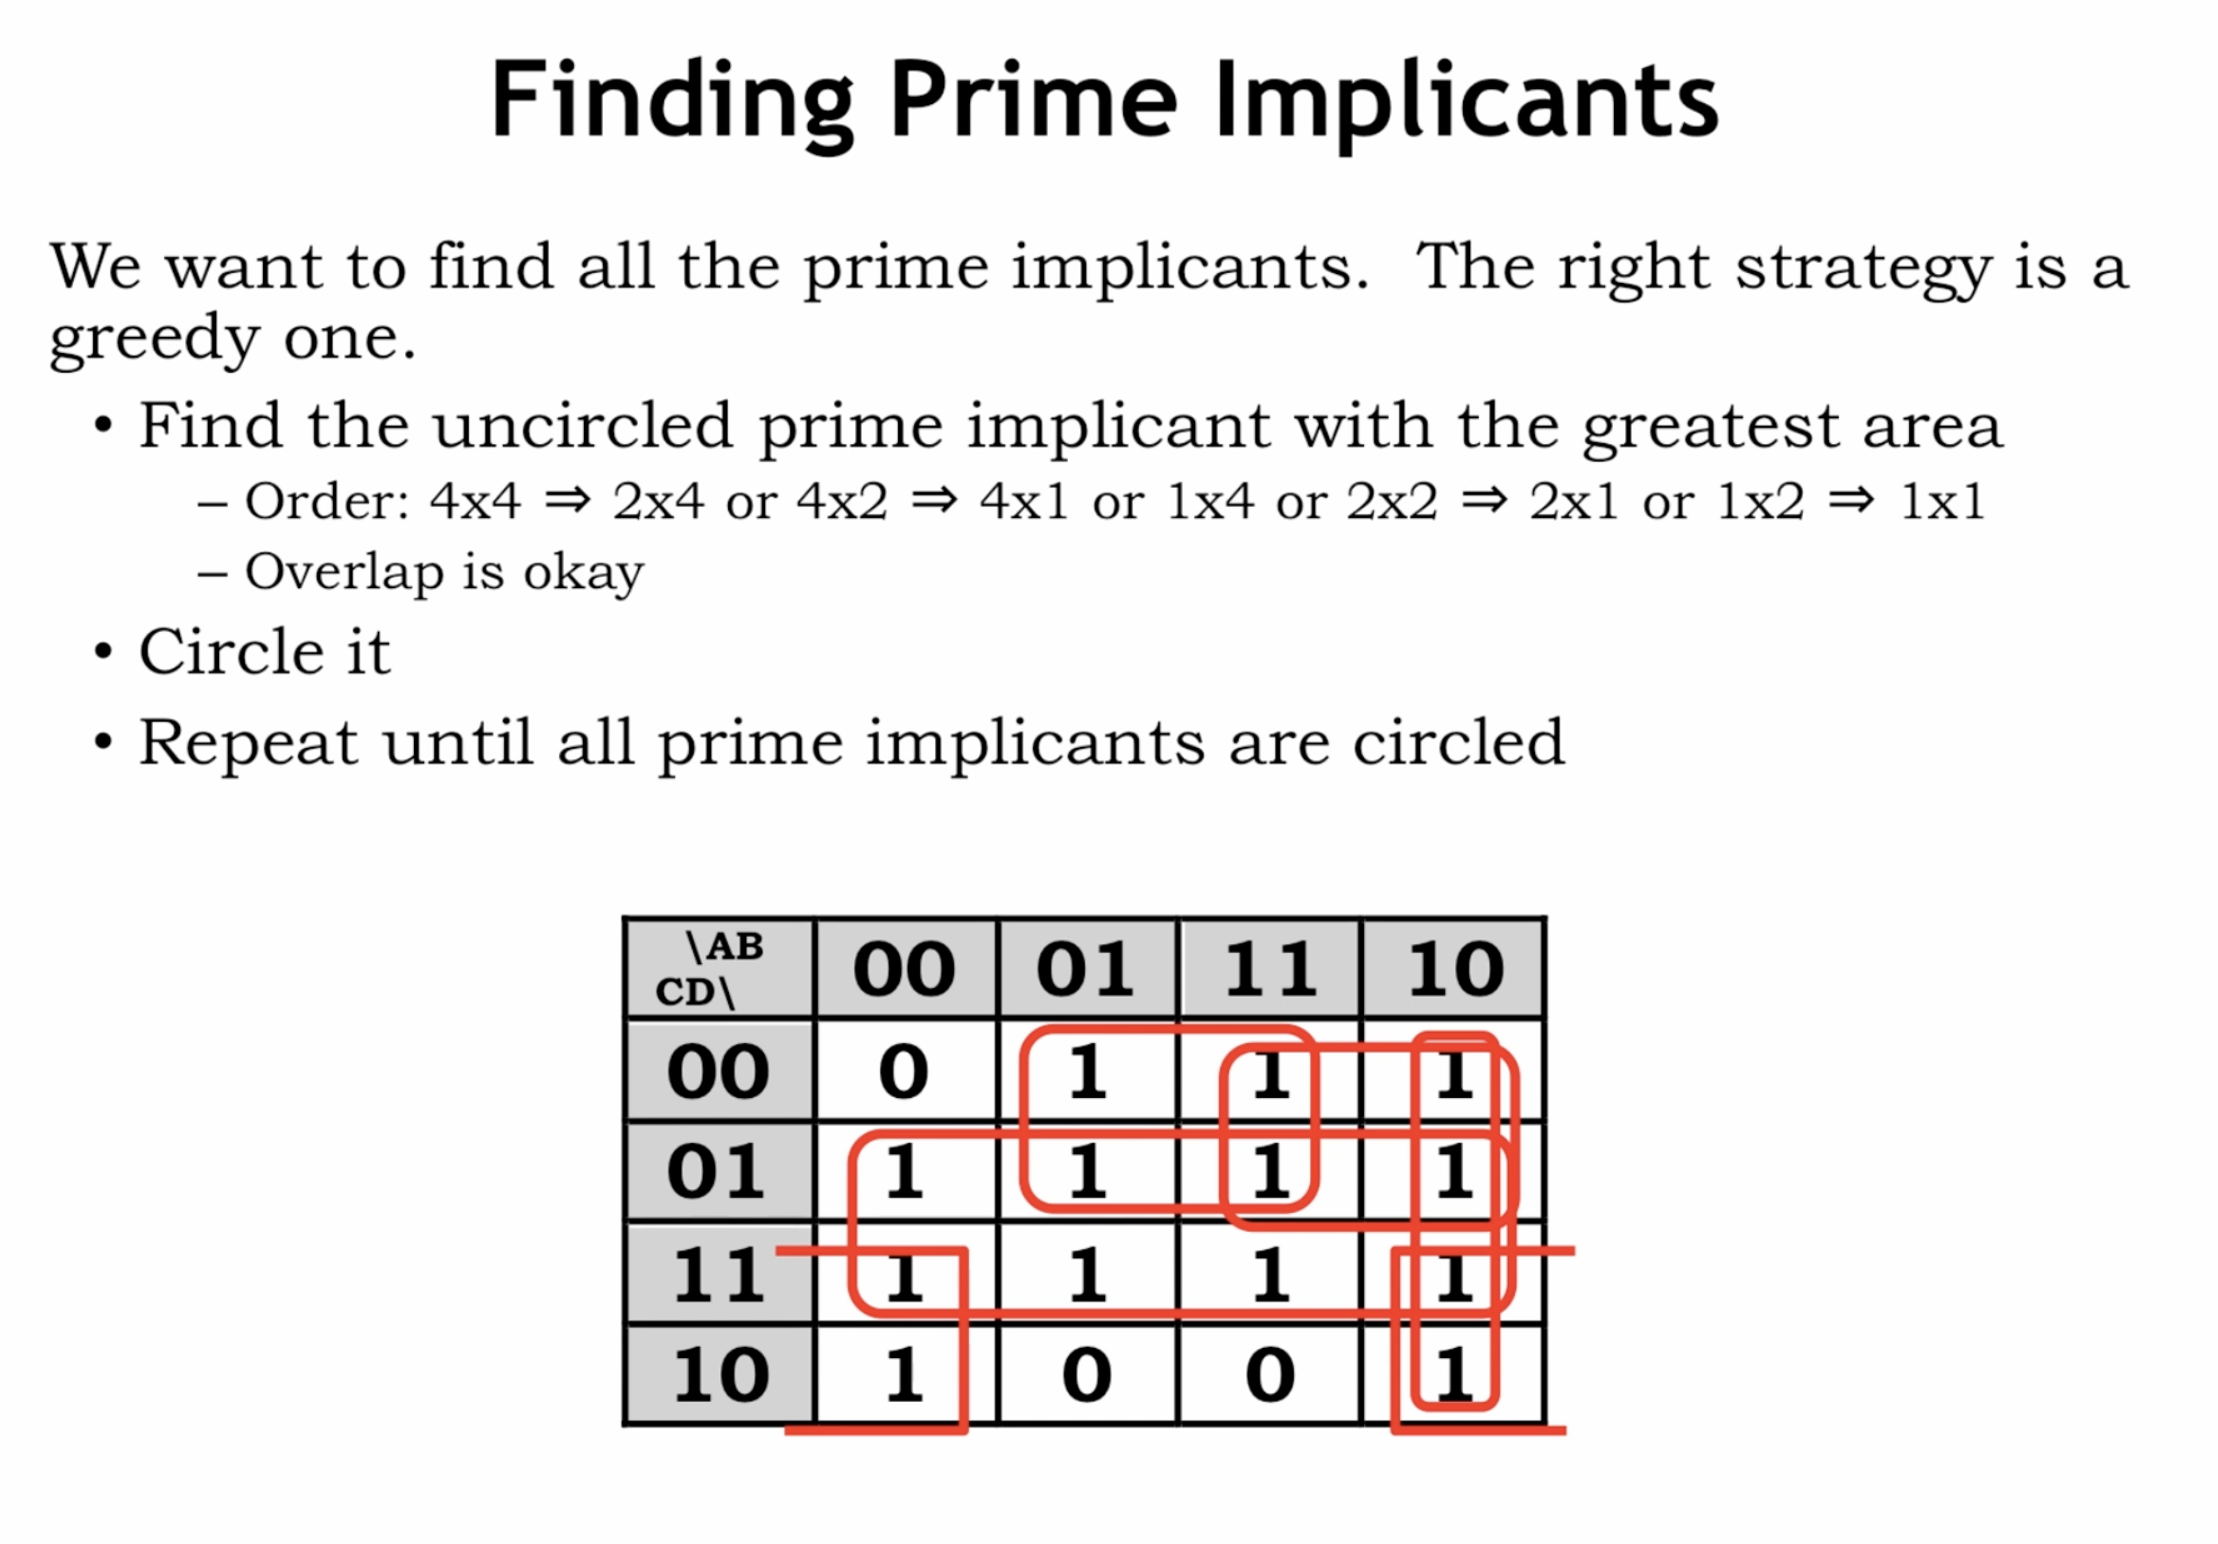 Finding Prime Implicants
We want to find all the prime implicants.  The right strategy is a
greedy one.
• Find the uncircled prime implicant with the greatest area
– Order: 4x4 ⇒ 2x4 or 4x2 ⇒ 4x1 or 1x4 or 2x2 ⇒ 2x1 or 1x2 ⇒ 1x1
– Overlap is okay
• Circle it
• Repeat until all prime implicants are circled
\AB
CD\ 00 01 11 10
00 0 1 1 1
01 1 1 1 1
11 1 1 1 1
10 1 0 0 1